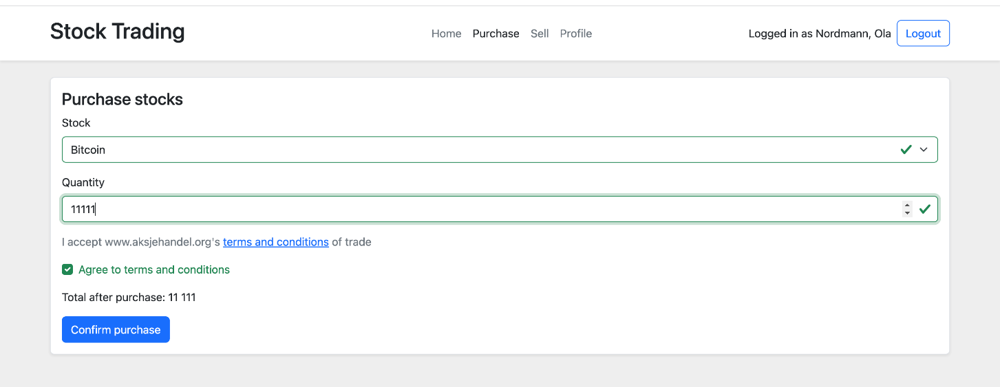 Stock Trading
Home Purchase Sell Profile
Logged in as Nordmann, Ola Logout
Purchase stocks
Stock
Bitcoin
Quantity
11111
I accept www.aksjehandel.org's terms and conditions of trade
Agree to terms and conditions
Total after purchase: 11 111
Confirm purchase